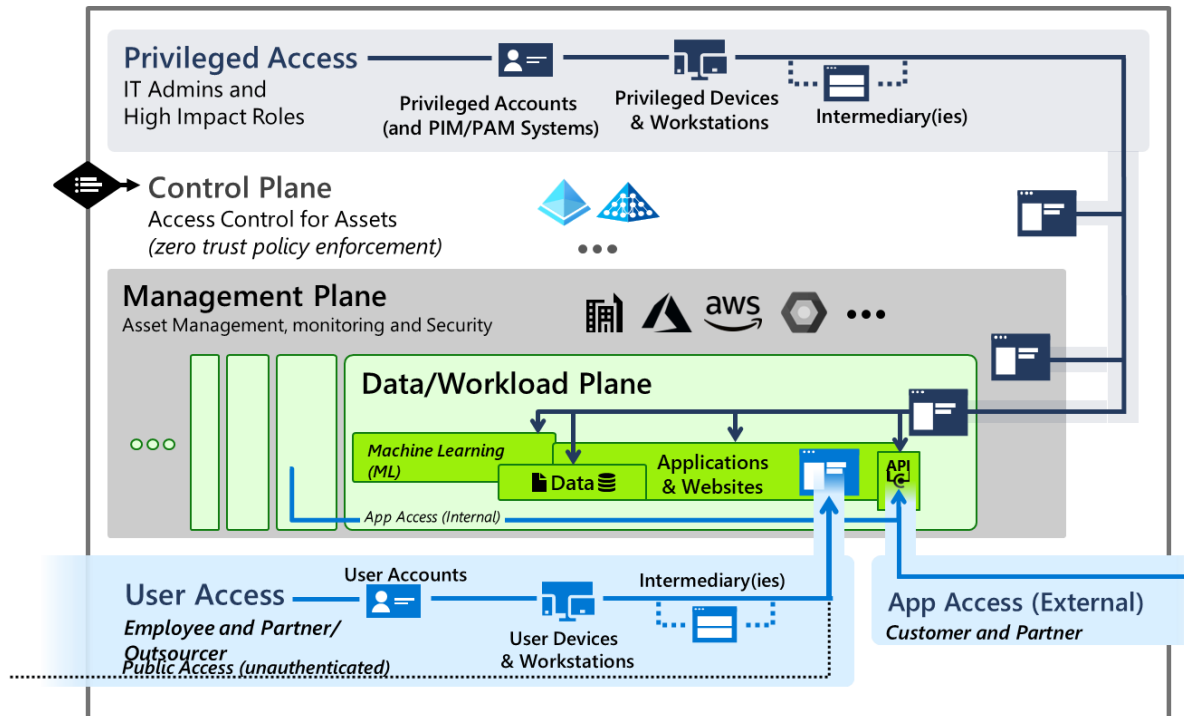 Privileged Access
IT Admins and
High Impact Roles
Privileged Accounts
(and PIM/PAM Systems)
Privileged Devices
& Workstations
Intermediary(ies)
Control Plane
Access Control for Assets
(zero trust policy enforcement)
Management Plane
Asset Management, monitoring and Security
aws
Data/Workload Plane
Machine Learning
(ML)
Data
Applications
& Websites
API
App Access (Internal)
User Access
Employee and Partner/
Outsourcer
Public Access (unauthenticated)
User Accounts
User Devices
& Workstations
Intermediary(ies)
App Access (External)
Customer and Partner